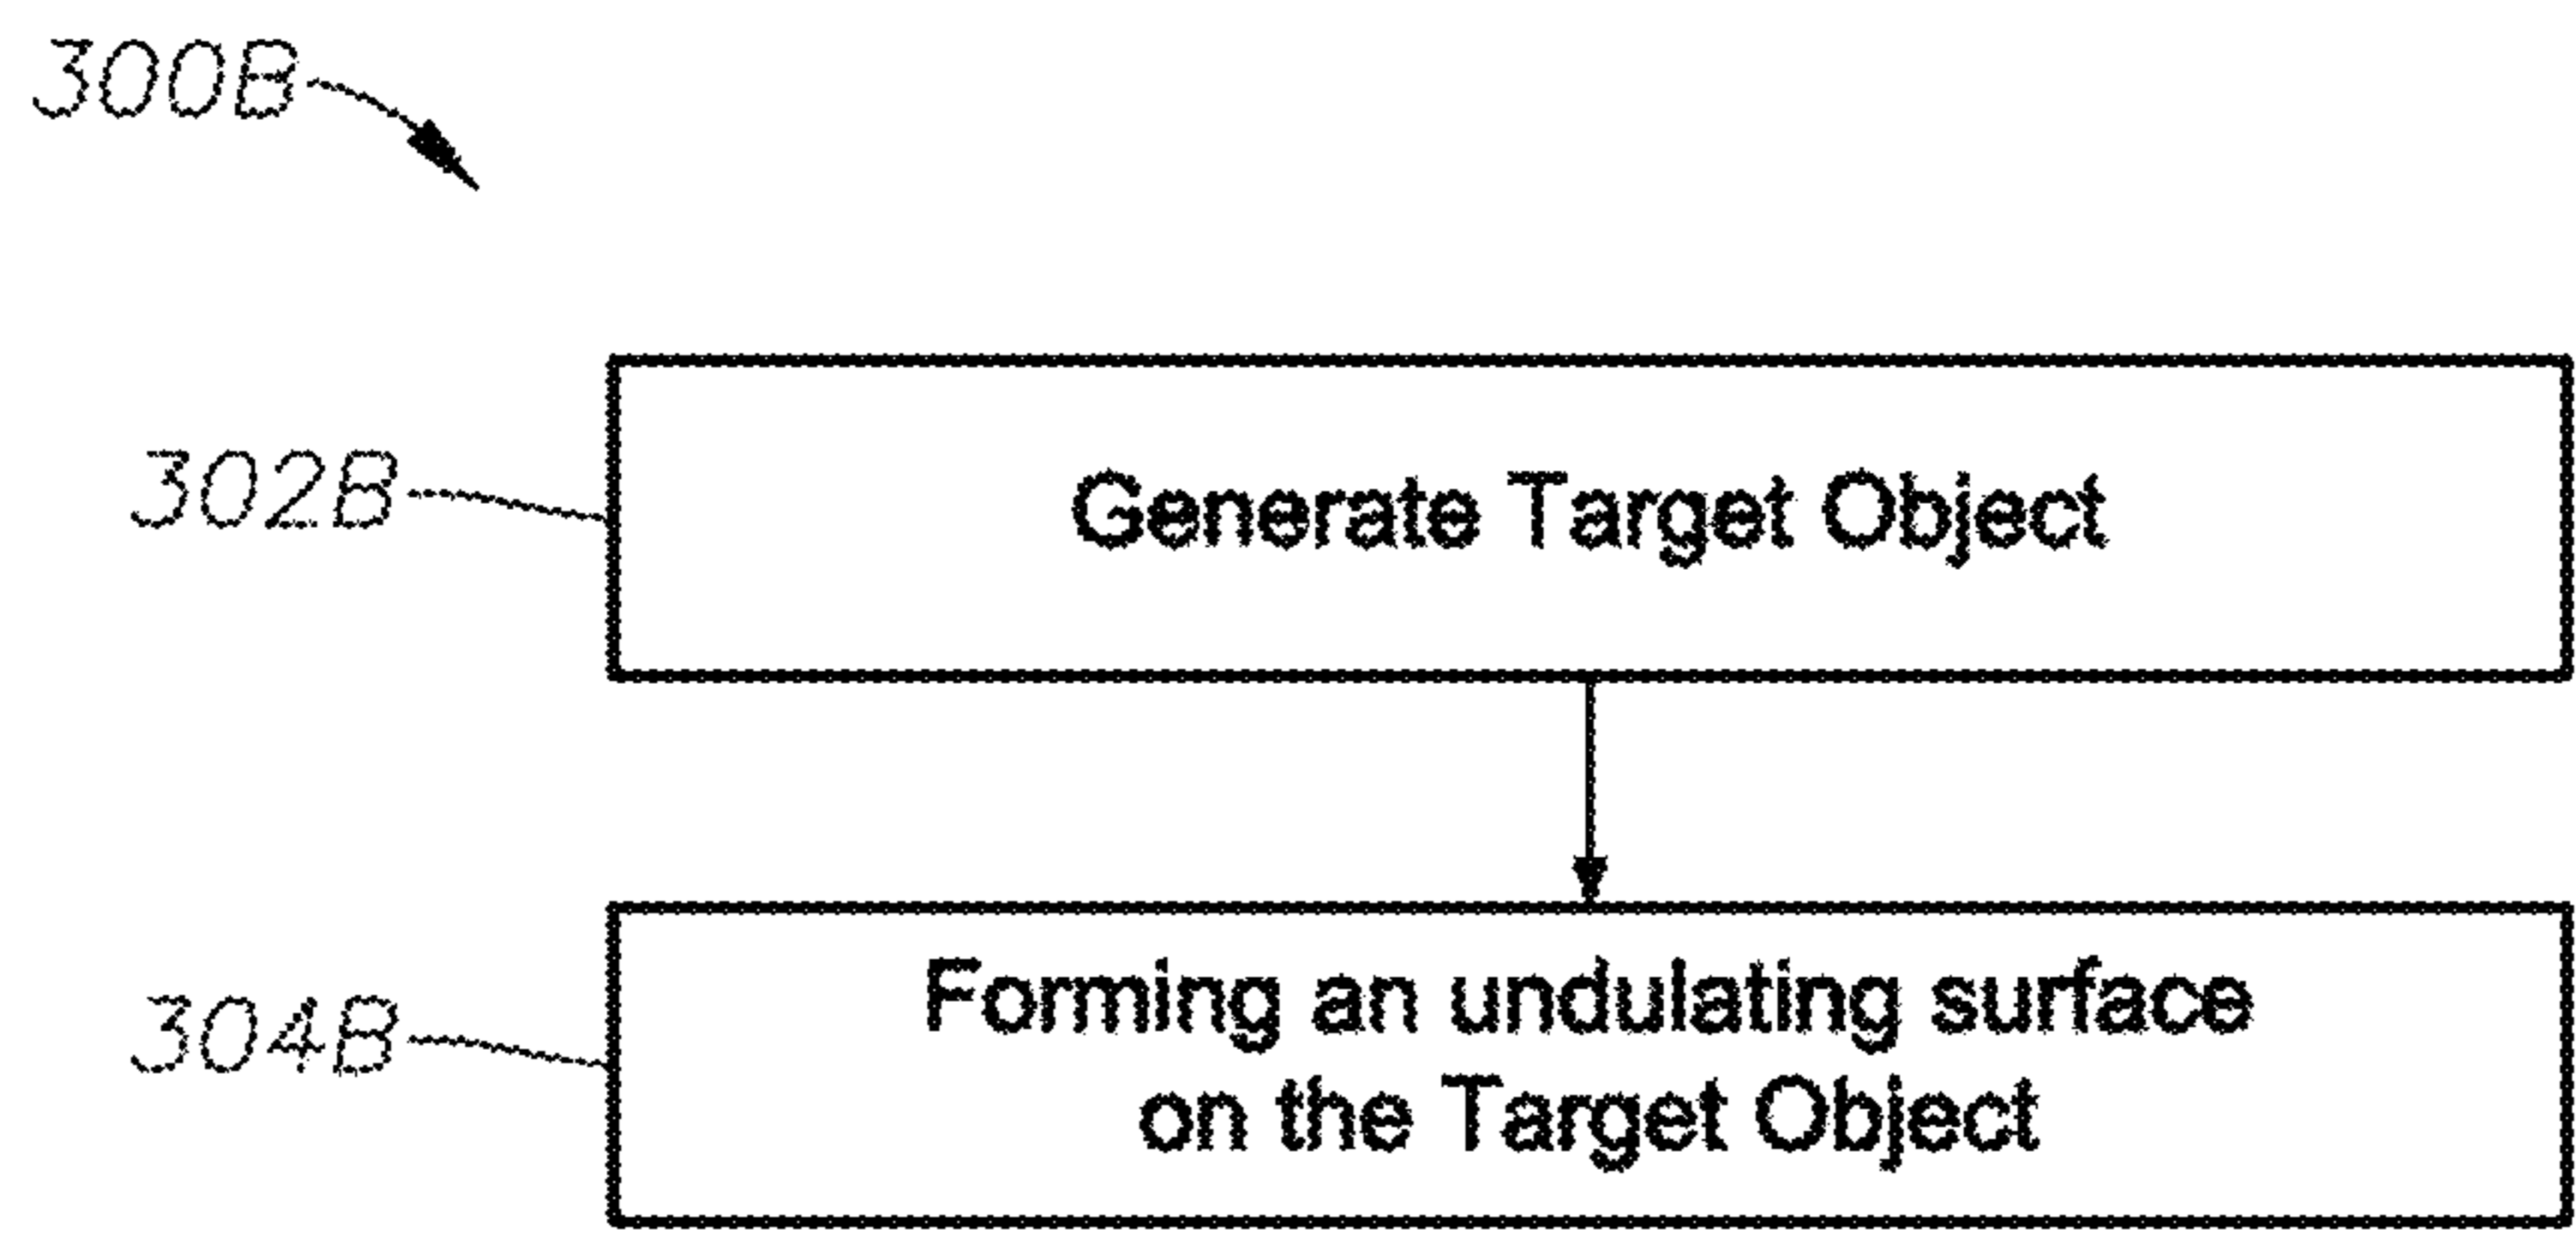 300B
302B
Generate Target Object
304B
Forming an undulating surface
on the Target Object